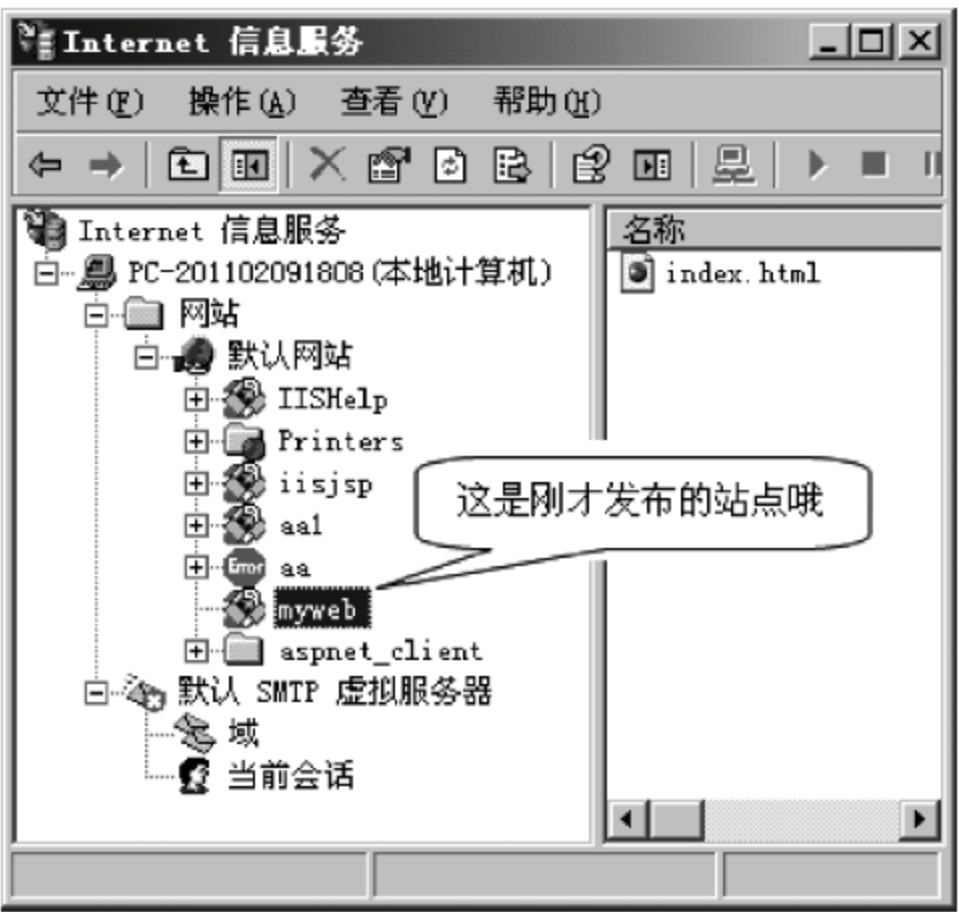 Internet 信息服务
文件(F) 操作(A) 查看(V) 帮助(H)
Internet 信息服务
PC-201102091808(本地计算机)
网站
默认网站
IISHelp
Printers
iisjsp
aa1
Error aa
myweb
aspnet_client
默认 SMTP 虚拟服务器
域
当前会话
名称
index.html
这是刚才发布的站点哦